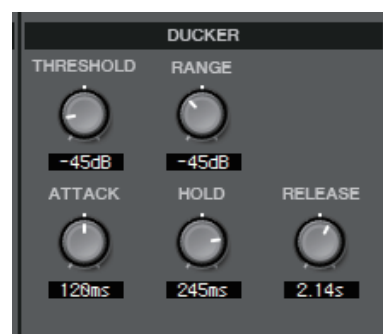 DUCKER
THRESHOLD RANGE
-45dB -45dB
ATTACK HOLD RELEASE
120ms 245ms 2.14s